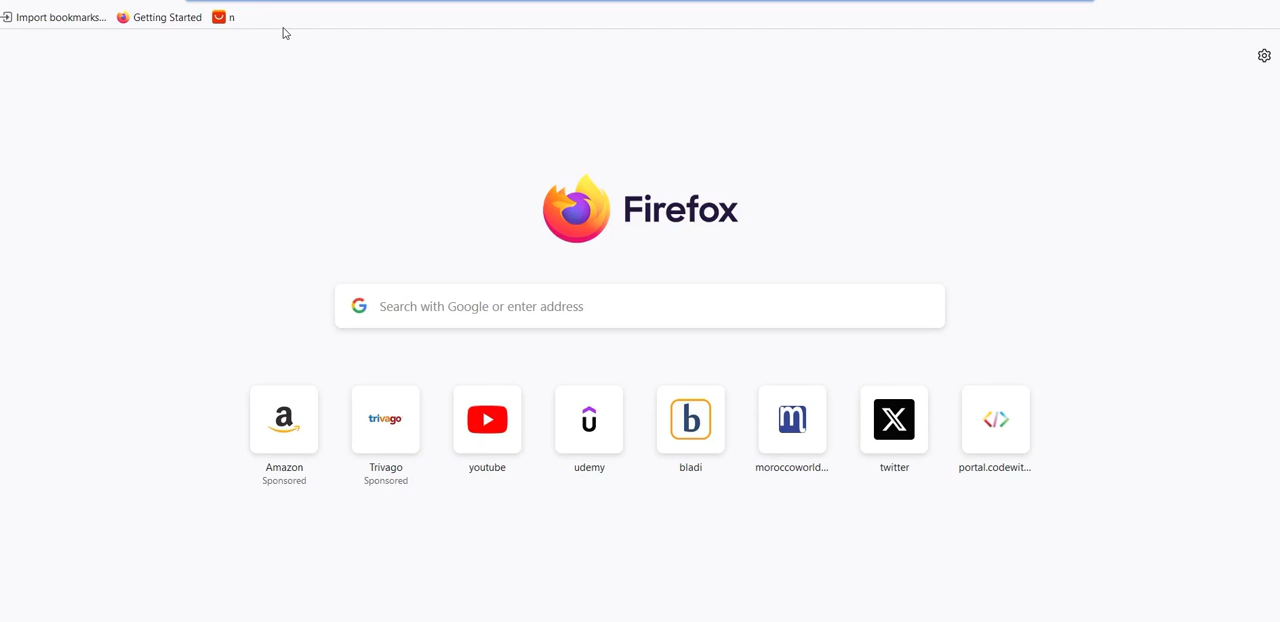 Import bookmarks... Getting Started n
Firefox
Search with Google or enter address
a trivago b m X </>
Amazon Trivago youtube udemy bladi moroccoworld... twitter portal.codewit...
Sponsored Sponsored